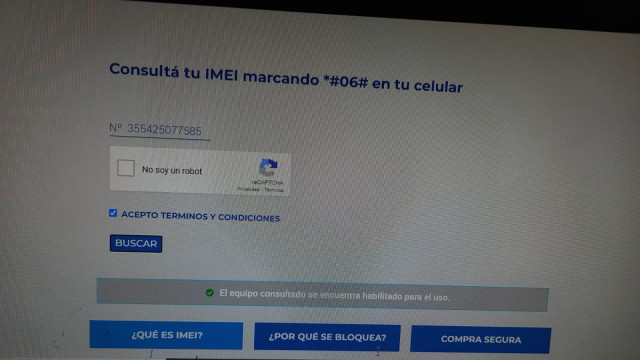 Consultá tu IMEI marcando *#06# en tu celular
Nº 355425077585
No soy un robot
reCAPTCHA
Privacidad - Términos
ACEPTO TERMINOS Y CONDICIONES
BUSCAR
El equipo consultado se encuentra habilitado para el uso.
¿QUÉ ES IMEI?
¿POR QUÉ SE BLOQUEA?
COMPRA SEGURA